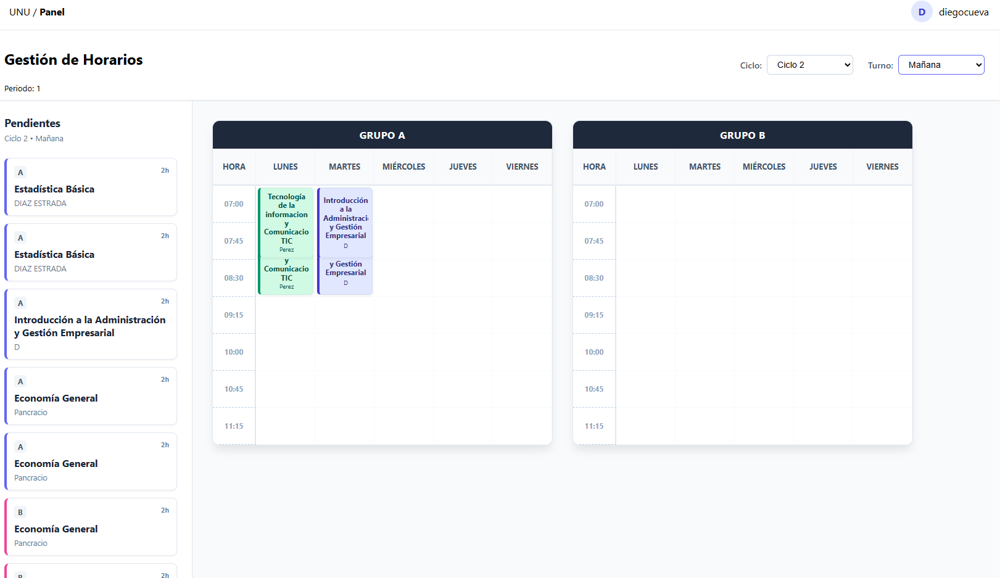 UNU / Panel
D diegocueva
Gestión de Horarios
Ciclo: Ciclo 2 Turno: Mañana
Periodo: 1
Pendientes
Ciclo 2 • Mañana
A 2h
Estadística Básica
DIAZ ESTRADA
A 2h
Estadística Básica
DIAZ ESTRADA
A 2h
Introducción a la Administración
y Gestión Empresarial
D
A 2h
Economía General
Pancracio
A 2h
Economía General
Pancracio
B 2h
Economía General
Pancracio
B 2h
GRUPO A
HORA LUNES MARTES MIÉRCOLES JUEVES VIERNES
07:00
07:45
08:30
09:15
10:00
10:45
11:15
Tecnología
de la
informacion
y
Comunicacio
TIC
Perez
y
Comunicacio
TIC
Perez
Introducción
a la
Administraci
y Gestión
Empresarial
D
y Gestión
Empresarial
D
GRUPO B
HORA LUNES MARTES MIÉRCOLES JUEVES VIERNES
07:00
07:45
08:30
09:15
10:00
10:45
11:15